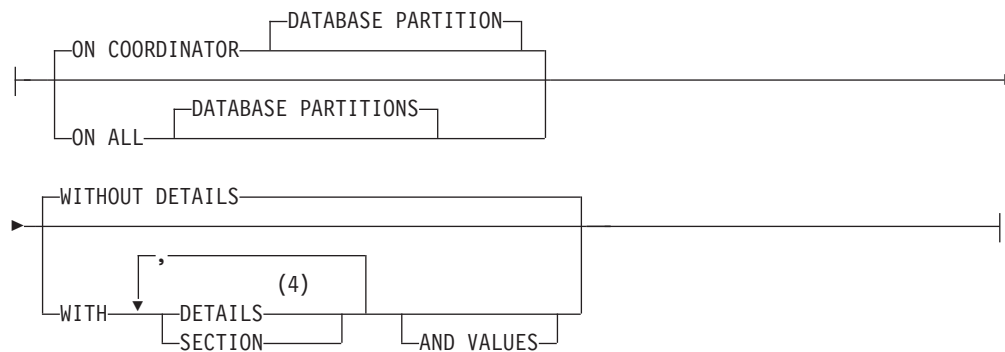 DATABASE PARTITION
ON COORDINATOR
DATABASE PARTITIONS
ON ALL
WITHOUT DETAILS
,
(4)
WITH DETAILS
SECTION AND VALUES